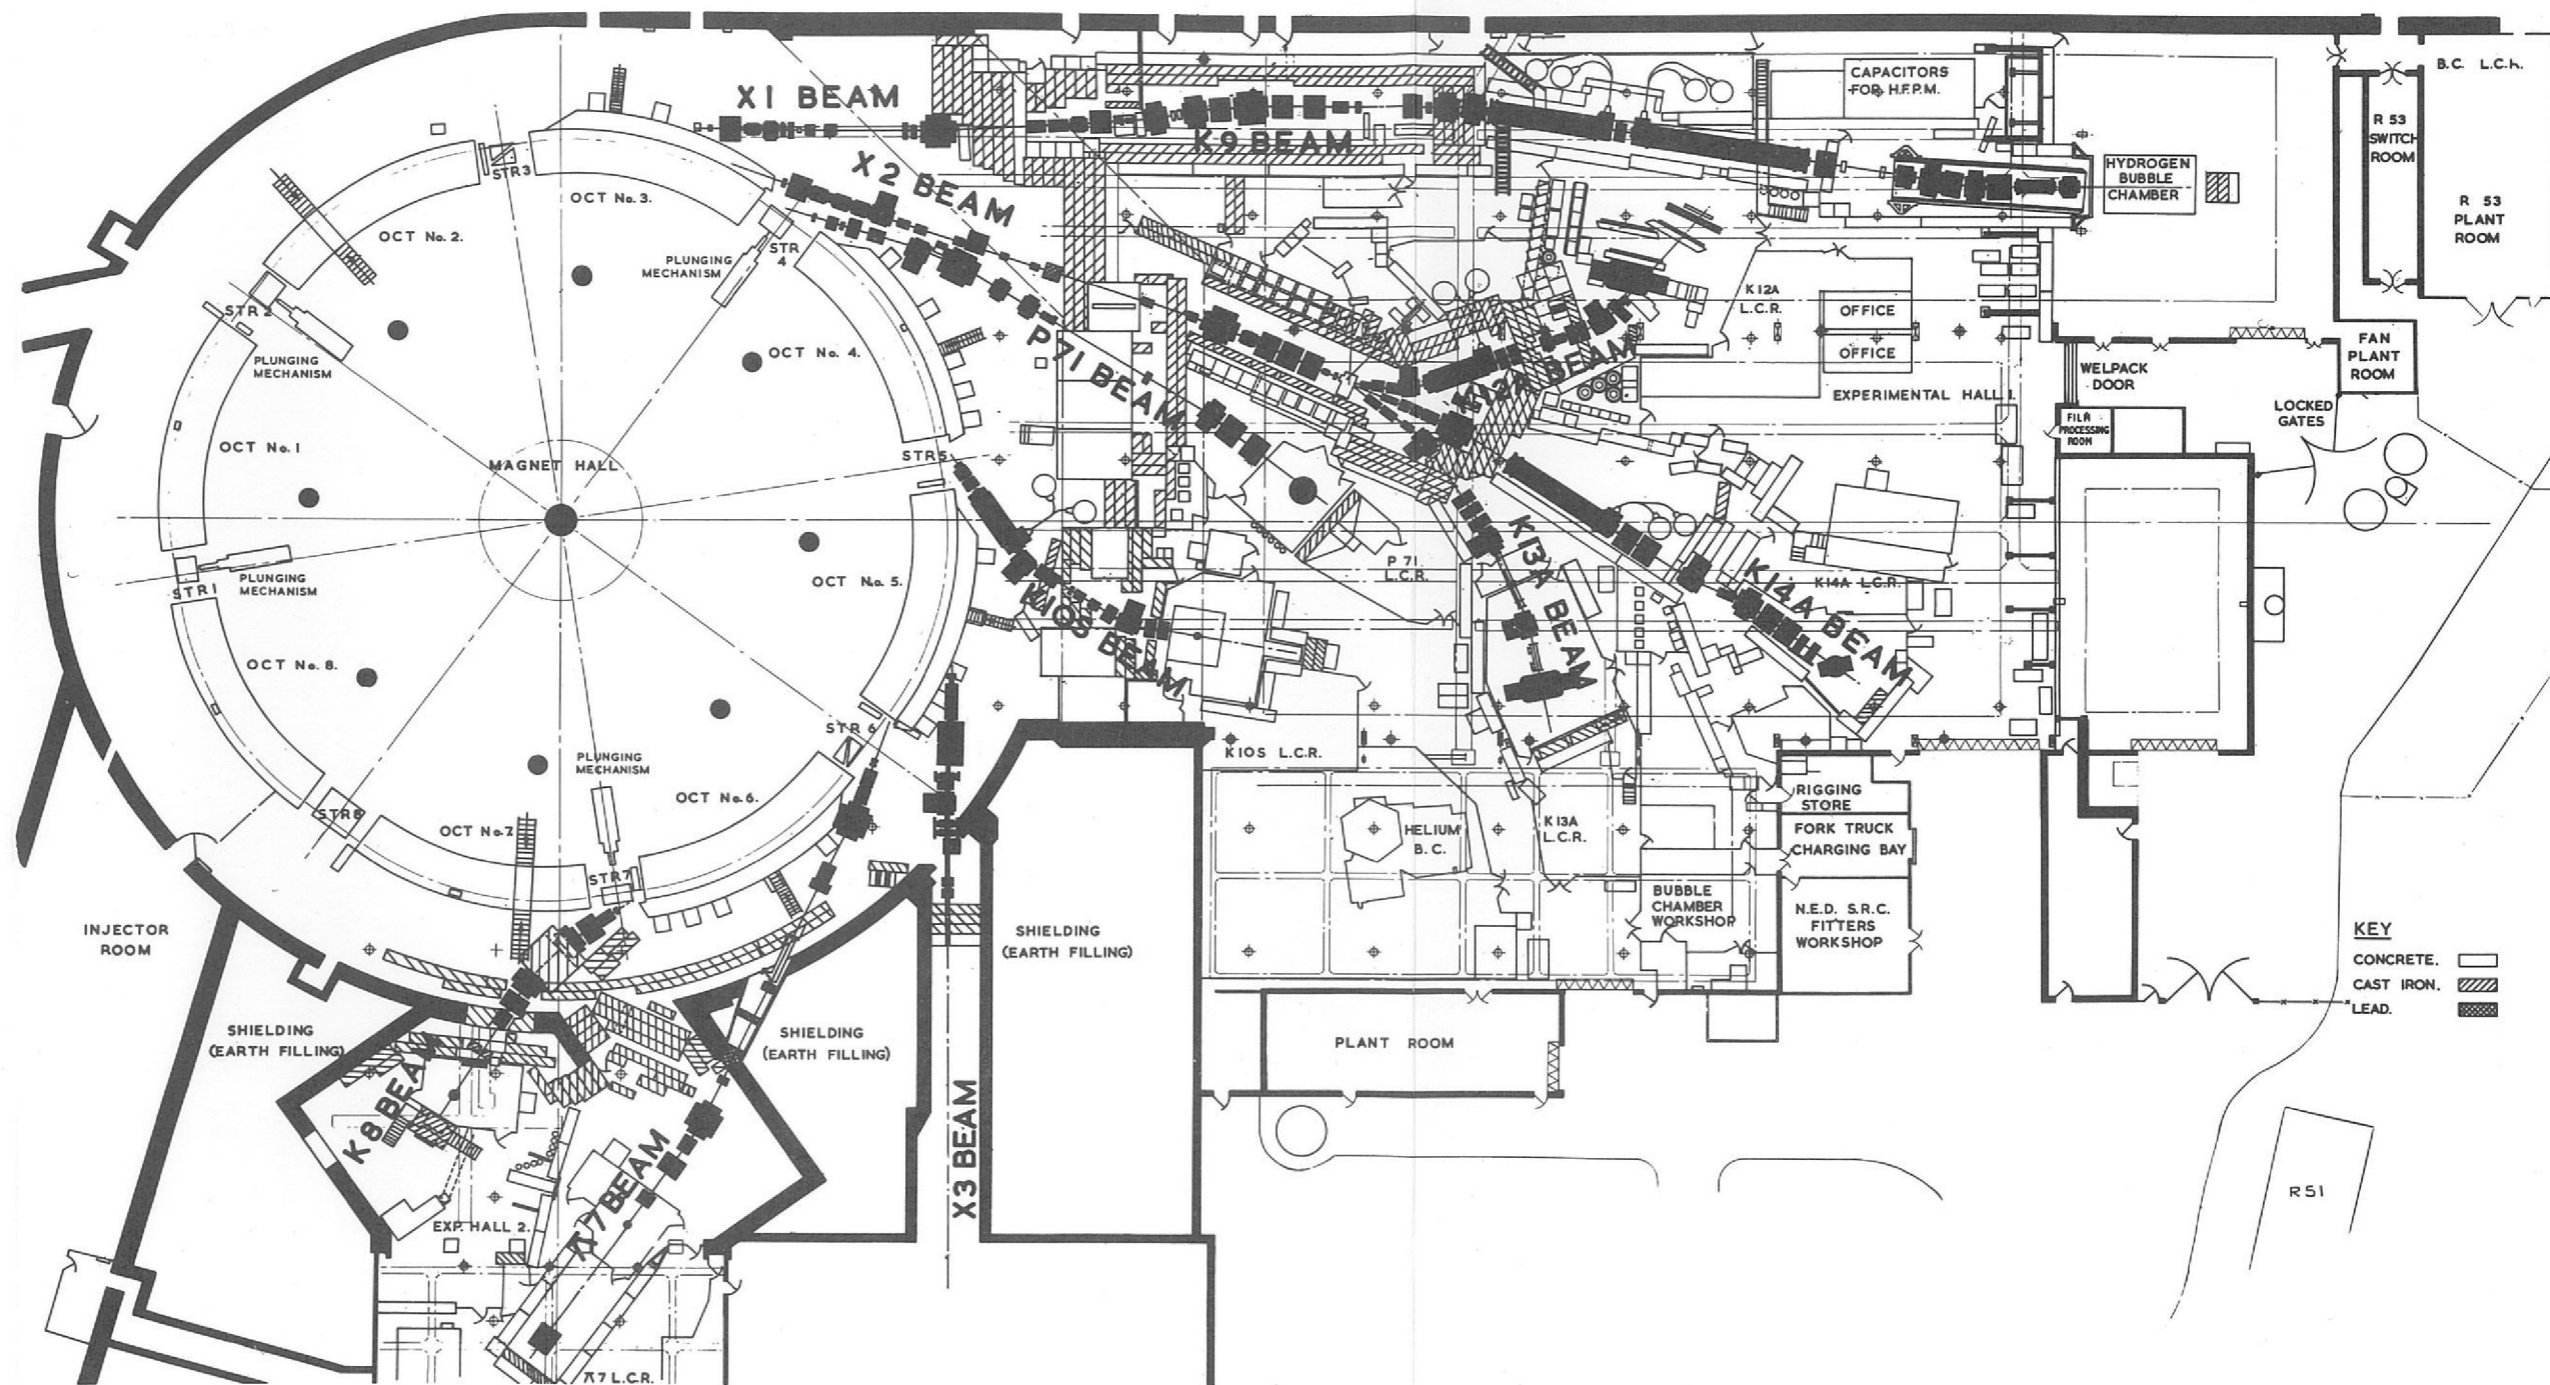 X1 BEAM
K9 BEAM
CAPACITORS
FOR H.F.P.M.
B.C. L.C.R.
X2 BEAM
HYDROGEN
BUBBLE
CHAMBER
R 53
SWITCH
ROOM
R 53
PLANT
ROOM
STR3
OCT No. 3.
OCT No. 2.
STR
4
PLUNGING
MECHANISM
STR 2
PLUNGING
MECHANISM
OCT No. 4.
P71 BEAM
K12A
L.C.R.
OFFICE
OFFICE
K12A BEAM
EXPERIMENTAL HALL 1.
WELPACK
DOOR
FAN
PLANT
ROOM
LOCKED
GATES
FILM
PROCESSING
ROOM
OCT No. 1
MAGNET HALL
STR5
PLUNGING
MECHANISM
STR1
OCT No. 5.
K10S BEAM
P 71.
L.C.R.
K13A BEAM
K14A L.C.R.
K14A BEAM
OCT No. 8.
STR 6
PLUNGING
MECHANISM
OCT No. 6.
STR8
OCT No. 7
STR7
K10S L.C.R.
HELIUM
B.C.
K13A
L.C.R.
RIGGING
STORE
FORK TRUCK
CHARGING BAY
BUBBLE
CHAMBER
WORKSHOP
N.E.D. S.R.C.
FITTERS
WORKSHOP
INJECTOR
ROOM
SHIELDING
(EARTH FILLING)
SHIELDING
(EARTH FILLING)
SHIELDING
(EARTH FILLING)
PLANT ROOM
KEY
CONCRETE.
CAST IRON.
LEAD.
K8 BEAM
π7 BEAM
X3 BEAM
EXP. HALL 2.
R51
π7 L.C.R.